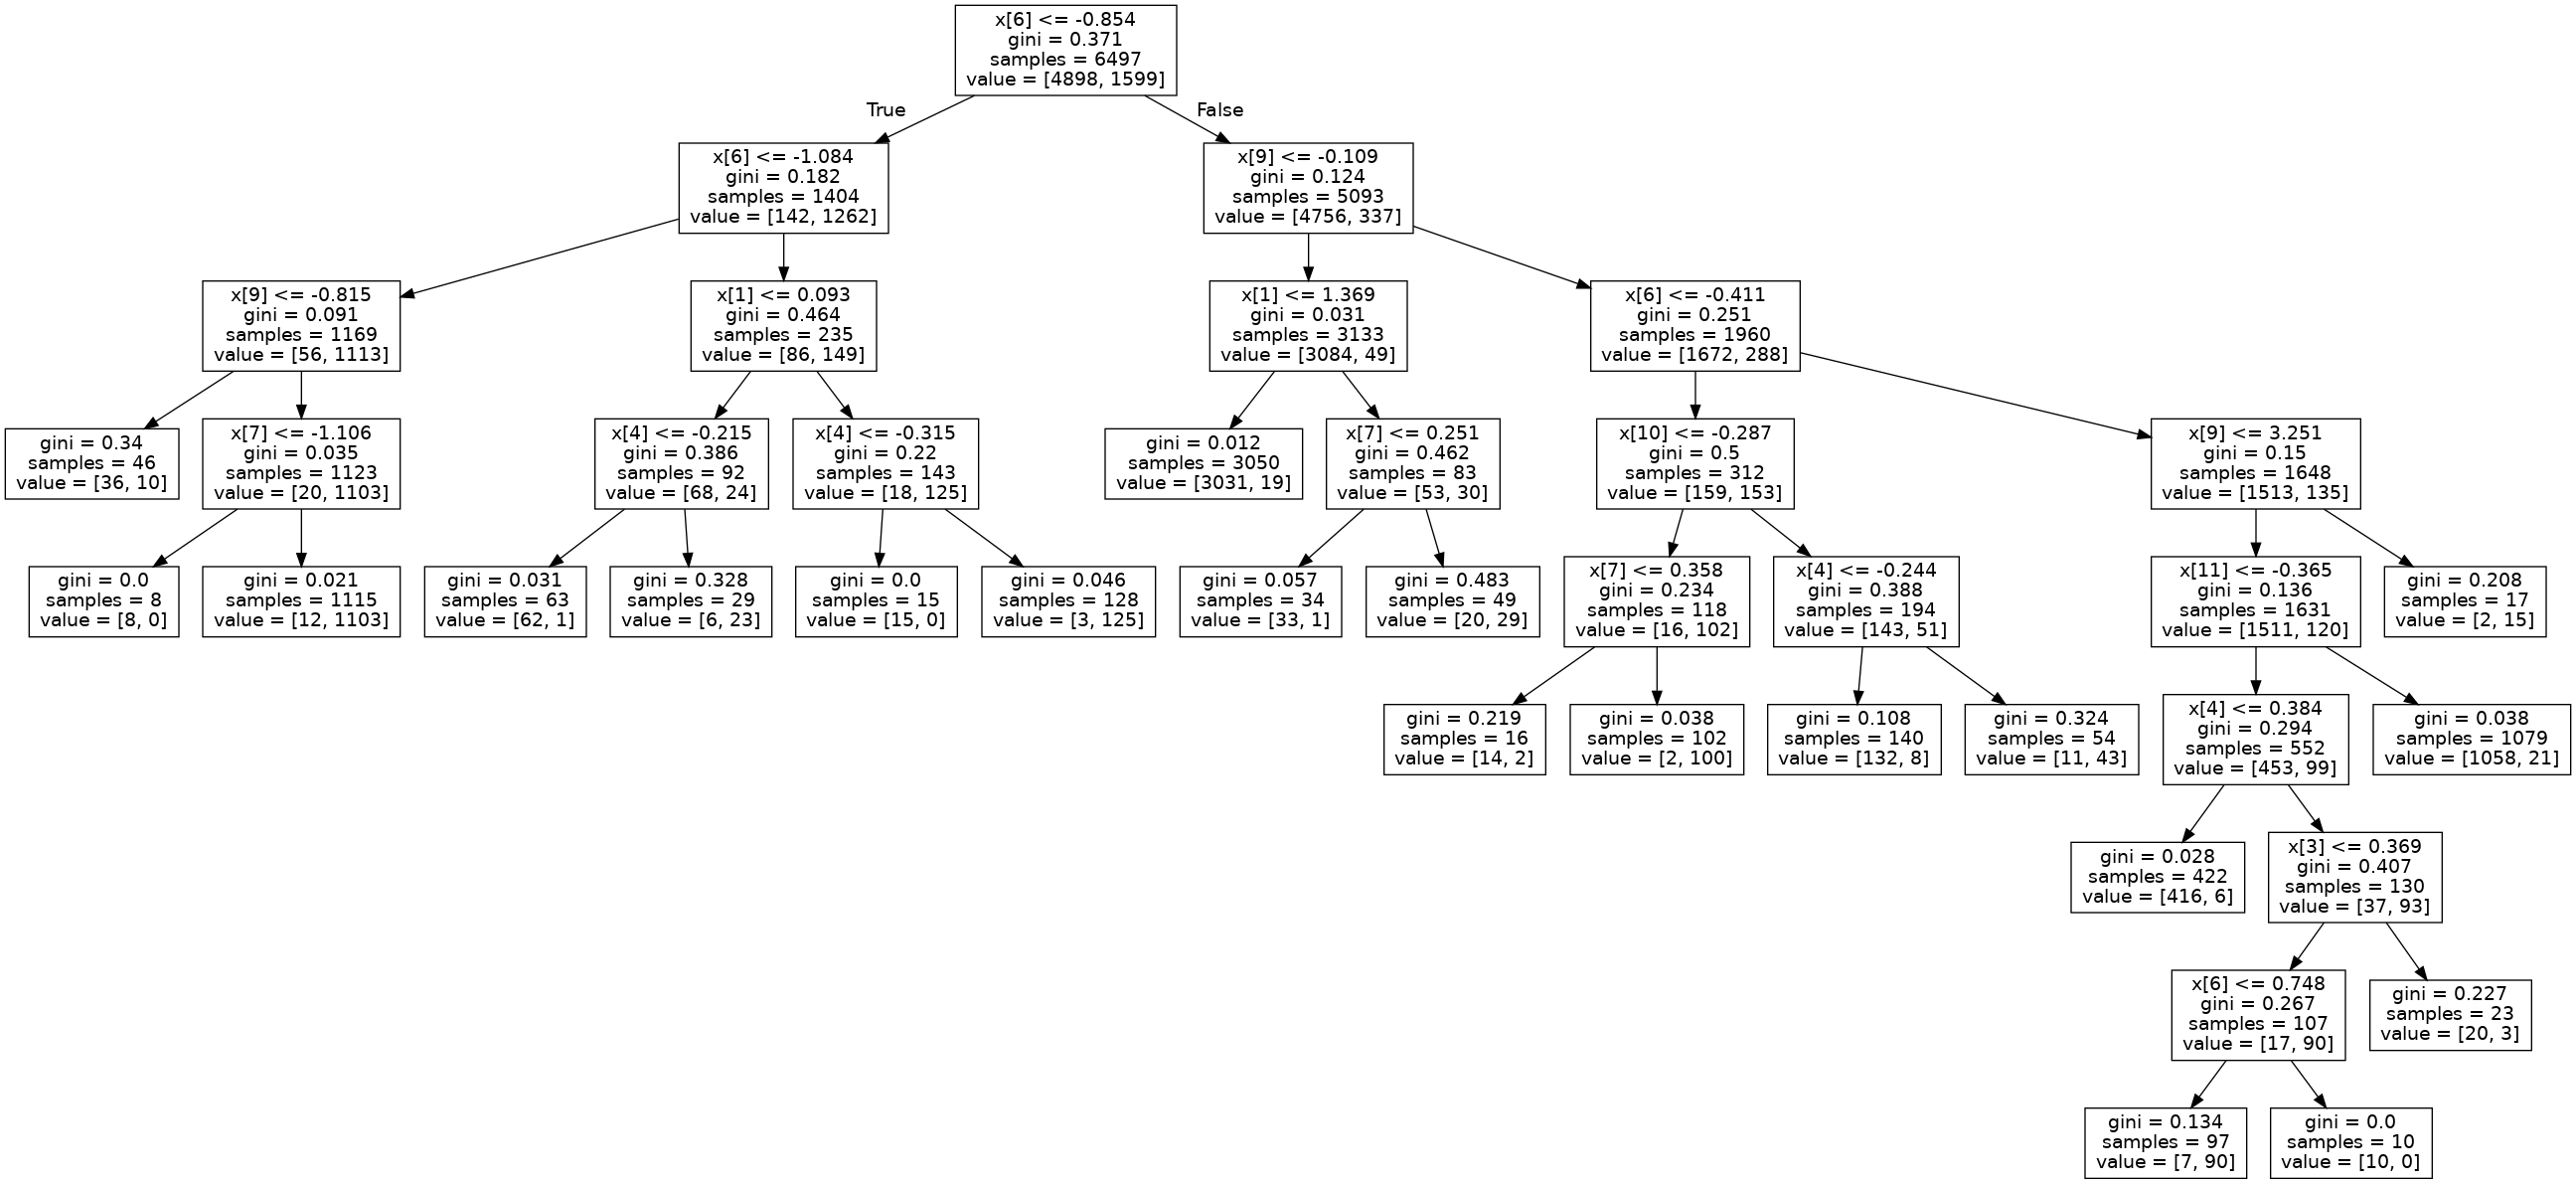 x[6] <= -0.854
gini = 0.371
samples = 6497
value = [4898, 1599]
True
False
x[6] <= -1.084
gini = 0.182
samples = 1404
value = [142, 1262]
x[9] <= -0.109
gini = 0.124
samples = 5093
value = [4756, 337]
x[9] <= -0.815
gini = 0.091
samples = 1169
value = [56, 1113]
x[1] <= 0.093
gini = 0.464
samples = 235
value = [86, 149]
x[1] <= 1.369
gini = 0.031
samples = 3133
value = [3084, 49]
x[6] <= -0.411
gini = 0.251
samples = 1960
value = [1672, 288]
gini = 0.34
samples = 46
value = [36, 10]
x[7] <= -1.106
gini = 0.035
samples = 1123
value = [20, 1103]
x[4] <= -0.215
gini = 0.386
samples = 92
value = [68, 24]
x[4] <= -0.315
gini = 0.22
samples = 143
value = [18, 125]
gini = 0.012
samples = 3050
value = [3031, 19]
x[7] <= 0.251
gini = 0.462
samples = 83
value = [53, 30]
x[10] <= -0.287
gini = 0.5
samples = 312
value = [159, 153]
x[9] <= 3.251
gini = 0.15
samples = 1648
value = [1513, 135]
gini = 0.0
samples = 8
value = [8, 0]
gini = 0.021
samples = 1115
value = [12, 1103]
gini = 0.031
samples = 63
value = [62, 1]
gini = 0.328
samples = 29
value = [6, 23]
gini = 0.0
samples = 15
value = [15, 0]
gini = 0.046
samples = 128
value = [3, 125]
gini = 0.057
samples = 34
value = [33, 1]
gini = 0.483
samples = 49
value = [20, 29]
x[7] <= 0.358
gini = 0.234
samples = 118
value = [16, 102]
x[4] <= -0.244
gini = 0.388
samples = 194
value = [143, 51]
x[11] <= -0.365
gini = 0.136
samples = 1631
value = [1511, 120]
gini = 0.208
samples = 17
value = [2, 15]
gini = 0.219
samples = 16
value = [14, 2]
gini = 0.038
samples = 102
value = [2, 100]
gini = 0.108
samples = 140
value = [132, 8]
gini = 0.324
samples = 54
value = [11, 43]
x[4] <= 0.384
gini = 0.294
samples = 552
value = [453, 99]
gini = 0.038
samples = 1079
value = [1058, 21]
gini = 0.028
samples = 422
value = [416, 6]
x[3] <= 0.369
gini = 0.407
samples = 130
value = [37, 93]
x[6] <= 0.748
gini = 0.267
samples = 107
value = [17, 90]
gini = 0.227
samples = 23
value = [20, 3]
gini = 0.134
samples = 97
value = [7, 90]
gini = 0.0
samples = 10
value = [10, 0]